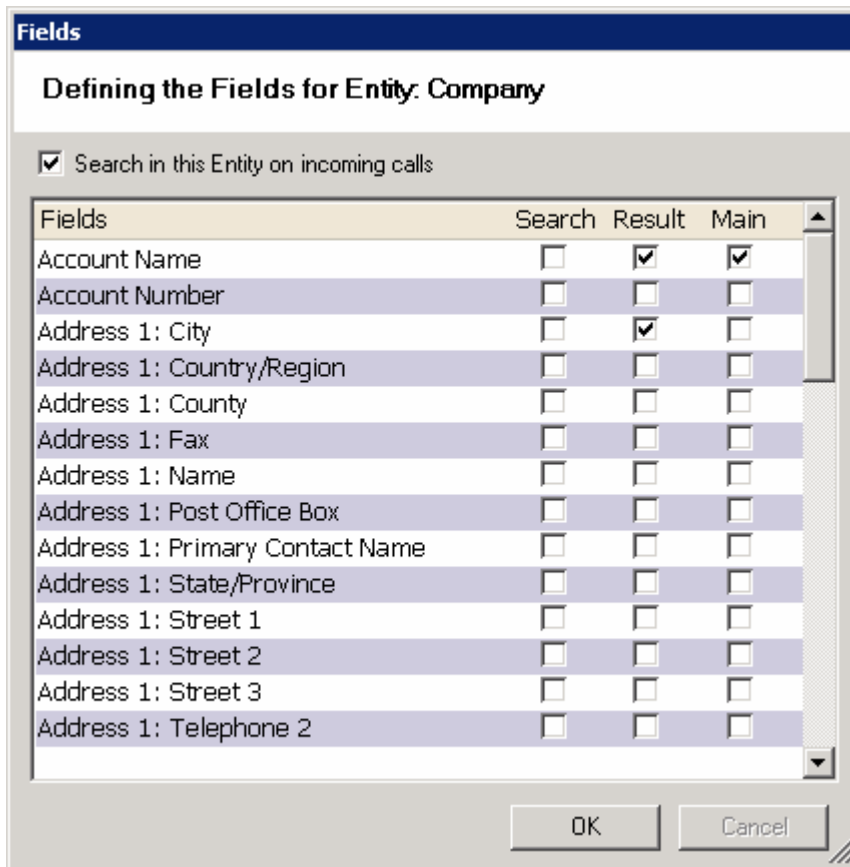 Fields
Defining the Fields for Entity: Company
Search in this Entity on incoming calls
Fields Search Result Main
Account Name
Account Number
Address 1: City
Address 1: Country/Region
Address 1: County
Address 1: Fax
Address 1: Name
Address 1: Post Office Box
Address 1: Primary Contact Name
Address 1: State/Province
Address 1: Street 1
Address 1: Street 2
Address 1: Street 3
Address 1: Telephone 2
OK Cancel